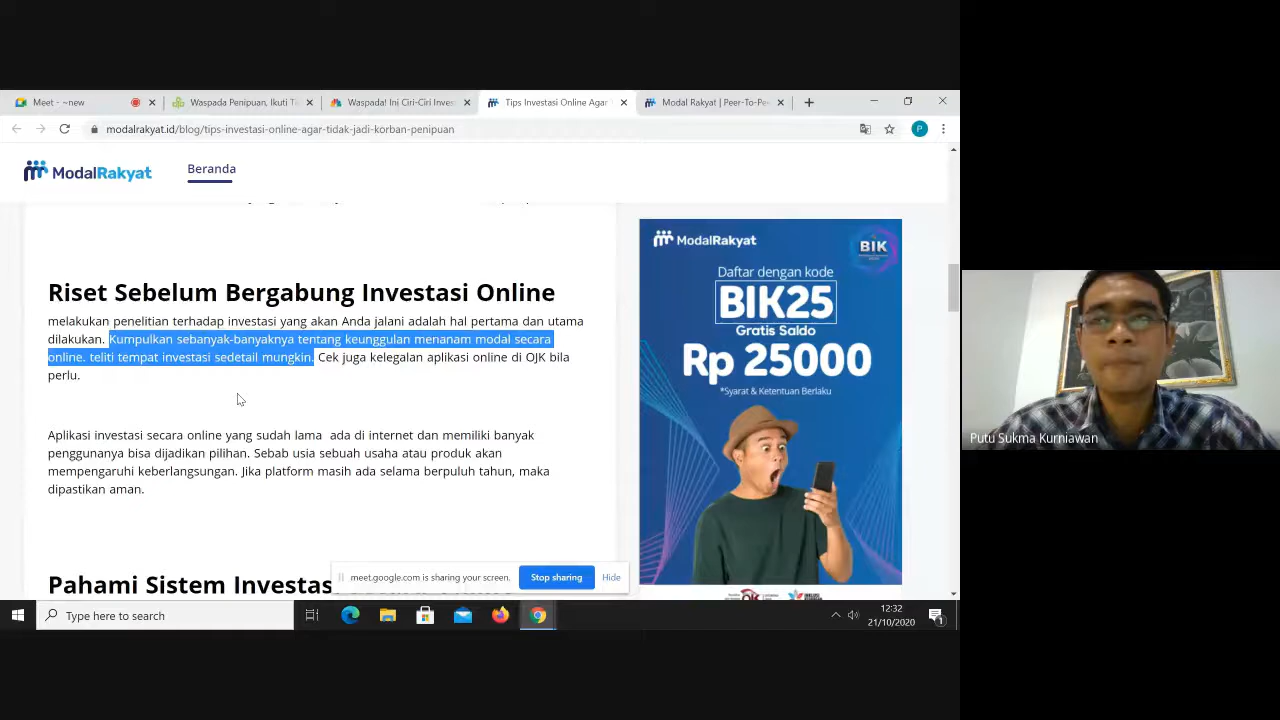 Meet - ~new
Waspada Penipuan, Ikuti T
Waspada! Ini Ciri-Ciri Inves
Tips Investasi Online Agar
Modal Rakyat | Peer-To-Pe
modalrakyat.id/blog/tips-investasi-online-agar-tidak-jadi-korban-penipuan
P
ModalRakyat
Beranda
Riset Sebelum Bergabung Investasi Online
melakukan penelitian terhadap investasi yang akan Anda jalani adalah hal pertama dan utama
dilakukan. Kumpulkan sebanyak-banyaknya tentang keunggulan menanam modal secara
online. teliti tempat investasi sedetail mungkin. Cek juga kelegalan aplikasi online di OJK bila
perlu.
Aplikasi investasi secara online yang sudah lama ada di internet dan memiliki banyak
penggunanya bisa dijadikan pilihan. Sebab usia sebuah usaha atau produk akan
mempengaruhi keberlangsungan. Jika platform masih ada selama berpuluh tahun, maka
dipastikan aman.
Pahami Sistem Investas
ModalRakyat
BIK
Daftar dengan kode
BIK25
Gratis Saldo
Rp 25000
*Syarat & Ketentuan Berlaku
meet.google.com is sharing your screen.
Stop sharing
Hide
Type here to search
12:32
21/10/2020
1
Putu Sukma Kurniawan